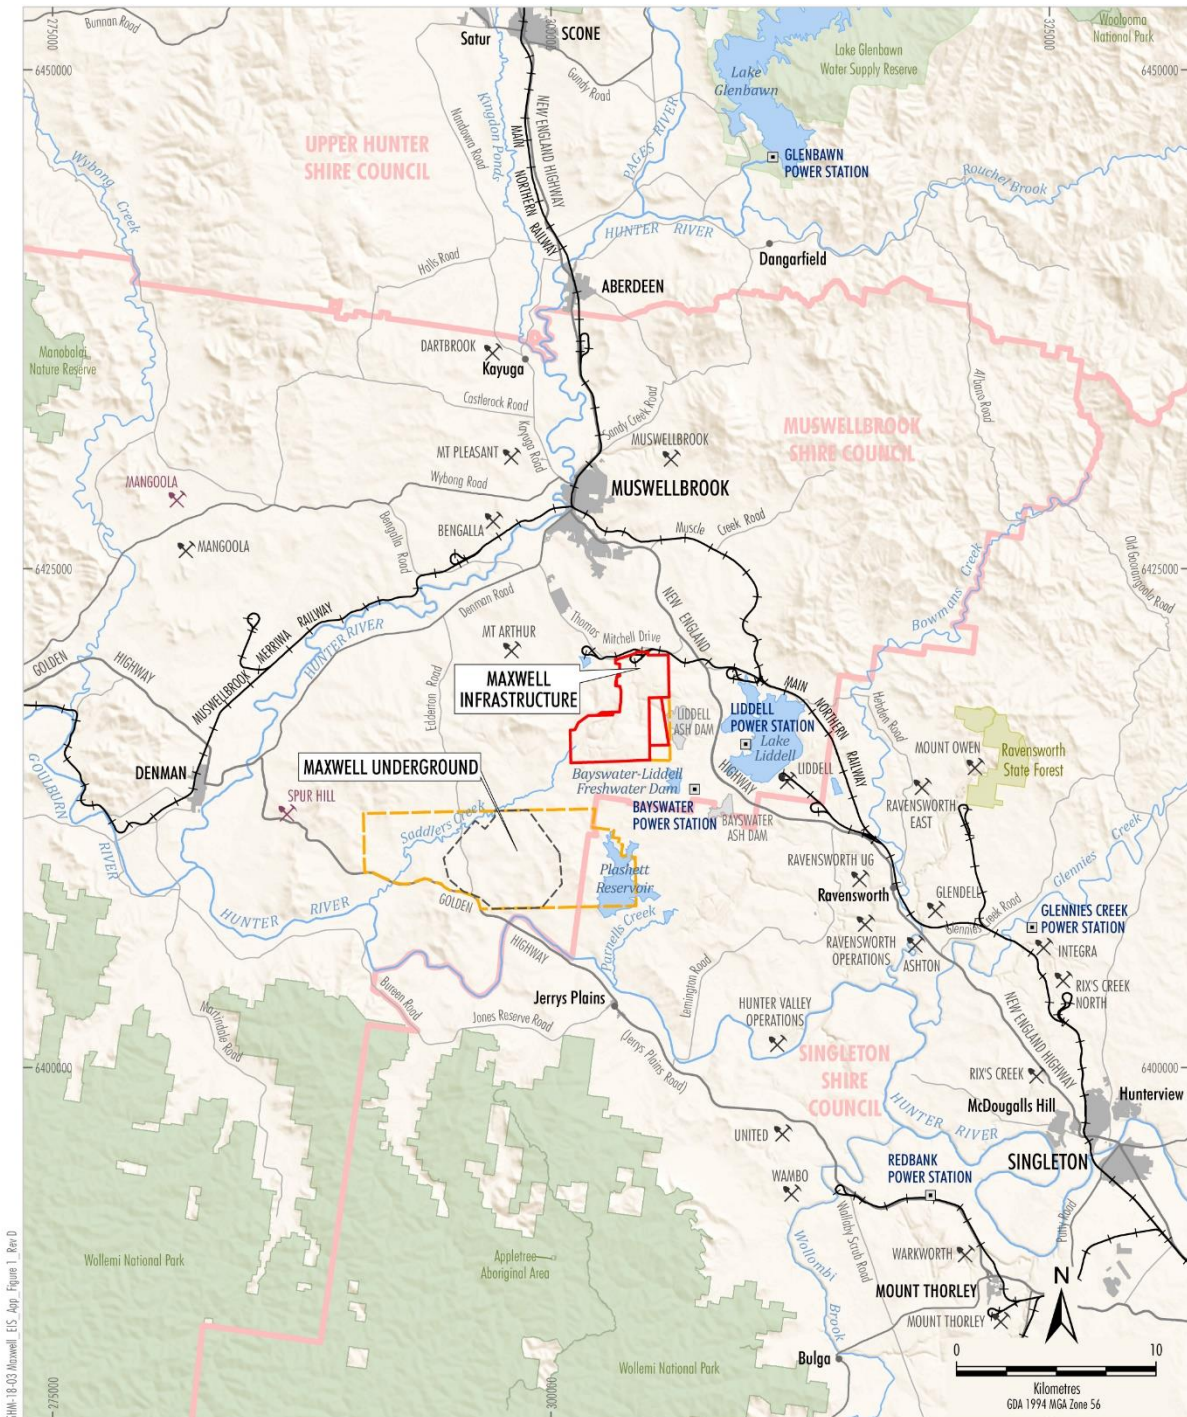 275000
300000
325000
Bunnan Road
Satur
SCONE
Woolooma
National Park
6450000
6450000
Gundy Road
Lake
Glenbawn
Lake Glenbawn
Water Supply Reserve
Kingdon Ponds
Nandowra Road
NEW ENGLAND HIGHWAY
MAIN NORTHERN RAILWAY
PAGES RIVER
UPPER HUNTER
SHIRE COUNCIL
GLENBAWN
POWER STATION
Wybong Creek
Rouchel Brook
HUNTER RIVER
Dangarfield
Halls Road
ABERDEEN
Manobalai
Nature Reserve
DARTBROOK
Kayuga
Castlerock Road
Kayuga Road
Sandy Creek Road
Albano Road
MUSWELLBROOK
SHIRE COUNCIL
MT PLEASANT
MUSWELLBROOK
MANGOOLA
Wybong Road
MUSWELLBROOK
BENGALLA
Bengalla Road
Muscle Creek Road
MANGOOLA
Old Goorangoola Road
6425000
6425000
Denman Road
Bowmans Creek
MUSWELLBROOK MERRIWA RAILWAY
HUNTER RIVER
GOLDEN HIGHWAY
Thomas Mitchell Drive
NEW ENGLAND HIGHWAY
MT ARTHUR
Edderton Road
MAXWELL
INFRASTRUCTURE
MAIN NORTHERN RAILWAY
Hebden Road
LIDDELL
ASH DAM
LIDDELL
POWER STATION
Lake
Liddell
MOUNT OWEN
Ravensworth
State Forest
GOULBURN RIVER
DENMAN
MAXWELL UNDERGROUND
Bayswater-Liddell
Freshwater Dam
LIDDELL
SPUR HILL
BAYSWATER
POWER STATION
BAYSWATER
ASH DAM
RAVENSWORTH
EAST
Saddlers Creek
Glennies Creek
Plashett
Reservoir
RAVENSWORTH UG
Ravensworth
GLENDELL
Glennies Creek Road
GLENNIES CREEK
POWER STATION
HUNTER RIVER
GOLDEN HIGHWAY
Parnells Creek
RAVENSWORTH
OPERATIONS
ASHTON
INTEGRA
RIX'S CREEK
NORTH
Bureen Road
Lemington Road
Jerrys Plains
Jones Reserve Road
HUNTER VALLEY
OPERATIONS
NEW ENGLAND HIGHWAY
Martindale Road
(Jerrys Plains Road)
SINGLETON
SHIRE
COUNCIL
6400000
6400000
RIX'S CREEK
McDougalls Hill
Hunterview
HUNTER RIVER
UNITED
SINGLETON
WAMBO
REDBANK
POWER STATION
Wallaby Scrub Road
Putty Road
Wollombi Brook
Wollemi National Park
Appletree
Aboriginal Area
WARKWORTH
MOUNT THORLEY
MOUNT THORLEY
N
Bulga
Wollemi National Park
0
10
Kilometres
GDA 1994 MGA Zone 56
SHM-18-03 Maxwell_EIS_App_Figure 1_Rev D
275000
300000